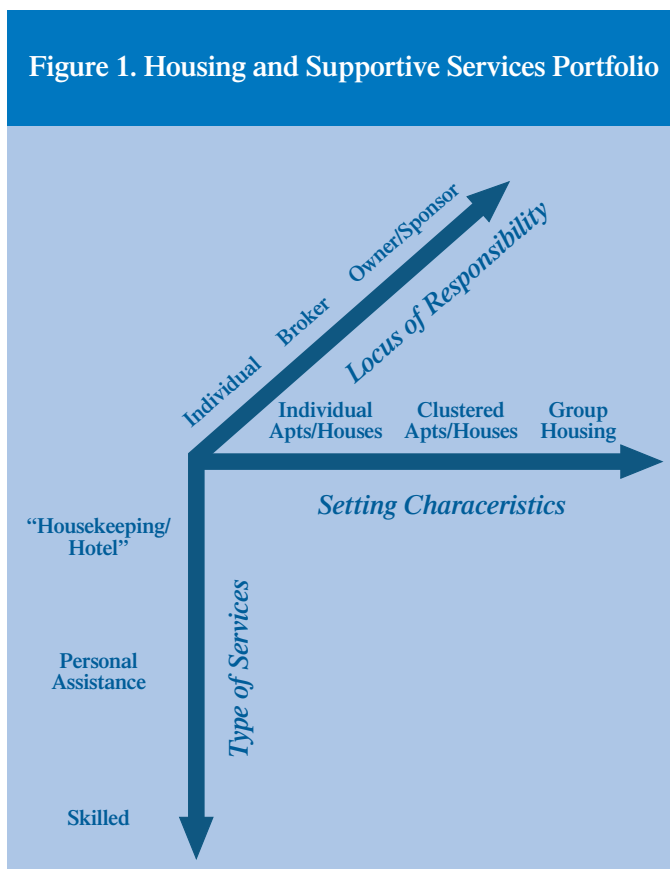 Figure 1. Housing and Supportive Services Portfolio
Owner/Sponsor
Broker
Individual
Locus of Responsibility
Individual
Apts/Houses
Clustered
Apts/Houses
Group
Housing
Setting Characeristics
“Housekeeping/
Hotel”
Personal
Assistance
Skilled
Type of Services